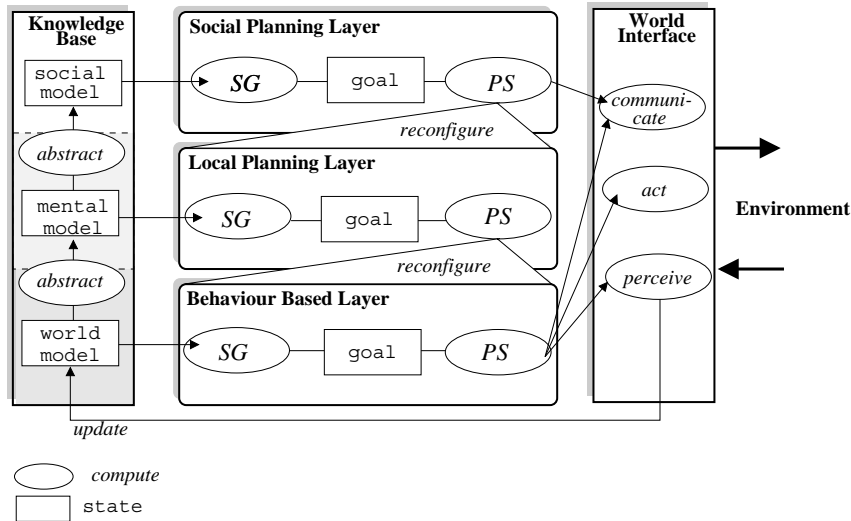 Knowledge
Base
social
model
abstract
mental
model
abstract
world
model
update
Social Planning Layer
SG
goal
PS
reconfigure
Local Planning Layer
SG
goal
PS
reconfigure
Behaviour Based Layer
SG
goal
PS
World
Interface
communi-
cate
act
perceive
Environment
compute
state